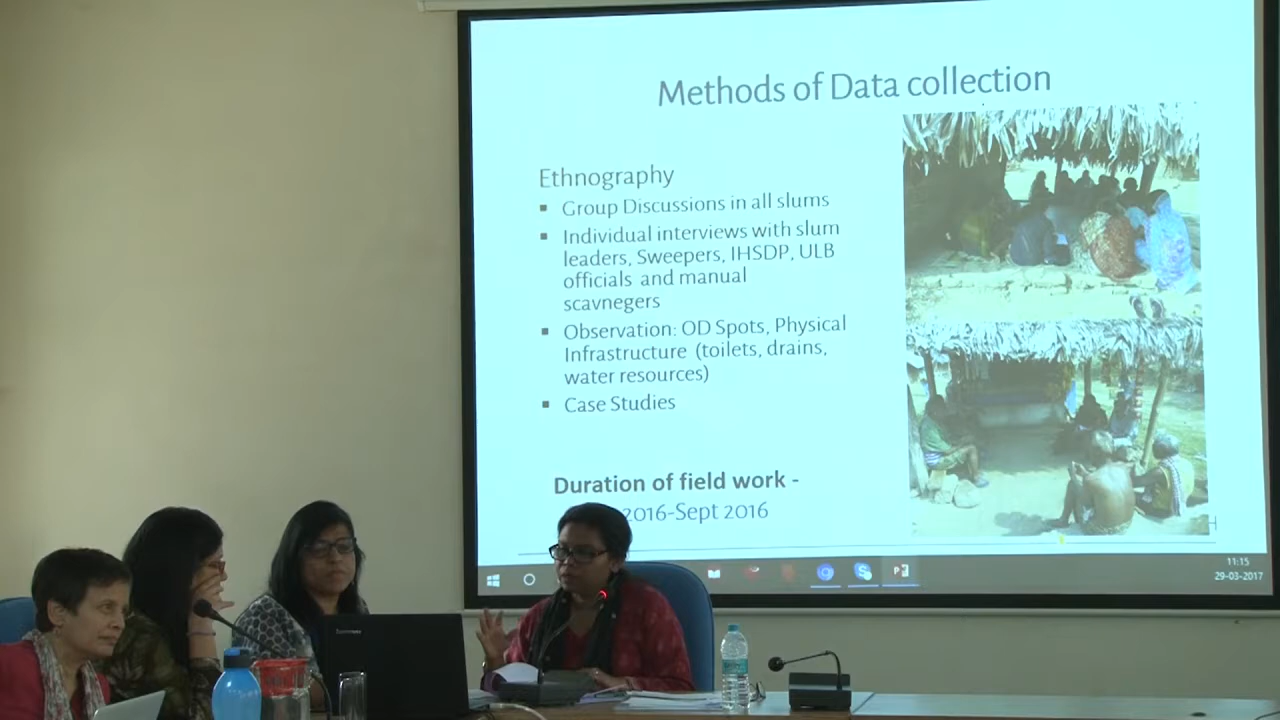 Methods of Data collection
Ethnography
▪ Group Discussions in all slums
▪ Individual interviews with slum
leaders, Sweepers, IHSDP, ULB
officials and manual
scavnegers
▪ Observation: OD Spots, Physical
Infrastructure (toilets, drains,
water resources)
▪ Case Studies
Duration of field work -
2016-Sept 2016
11:15
29-03-2017